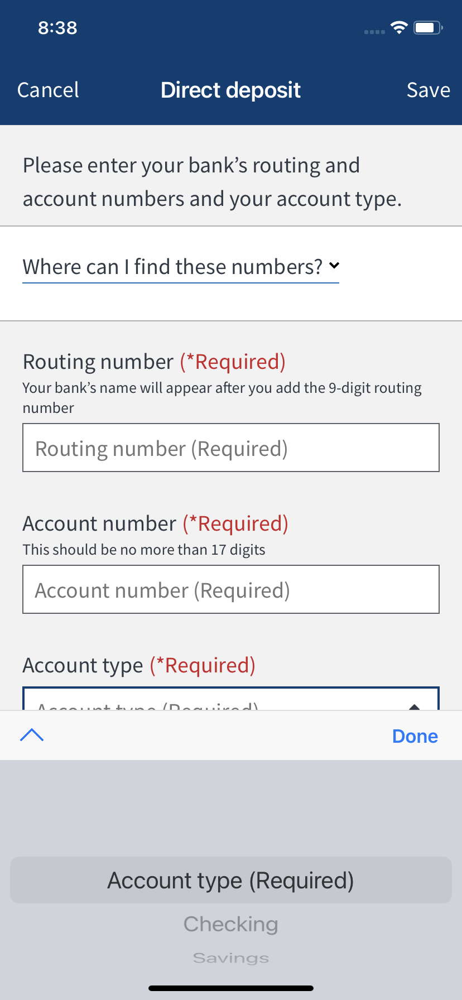 8:38
Cancel Direct deposit Save
Please enter your bank’s routing and
account numbers and your account type.
Where can I find these numbers?
Routing number (*Required)
Your bank’s name will appear after you add the 9-digit routing
number
Routing number (Required)
Account number (*Required)
This should be no more than 17 digits
Account number (Required)
Account type (*Required)
Account type (Required)
Done
Account type (Required)
Checking
Savings